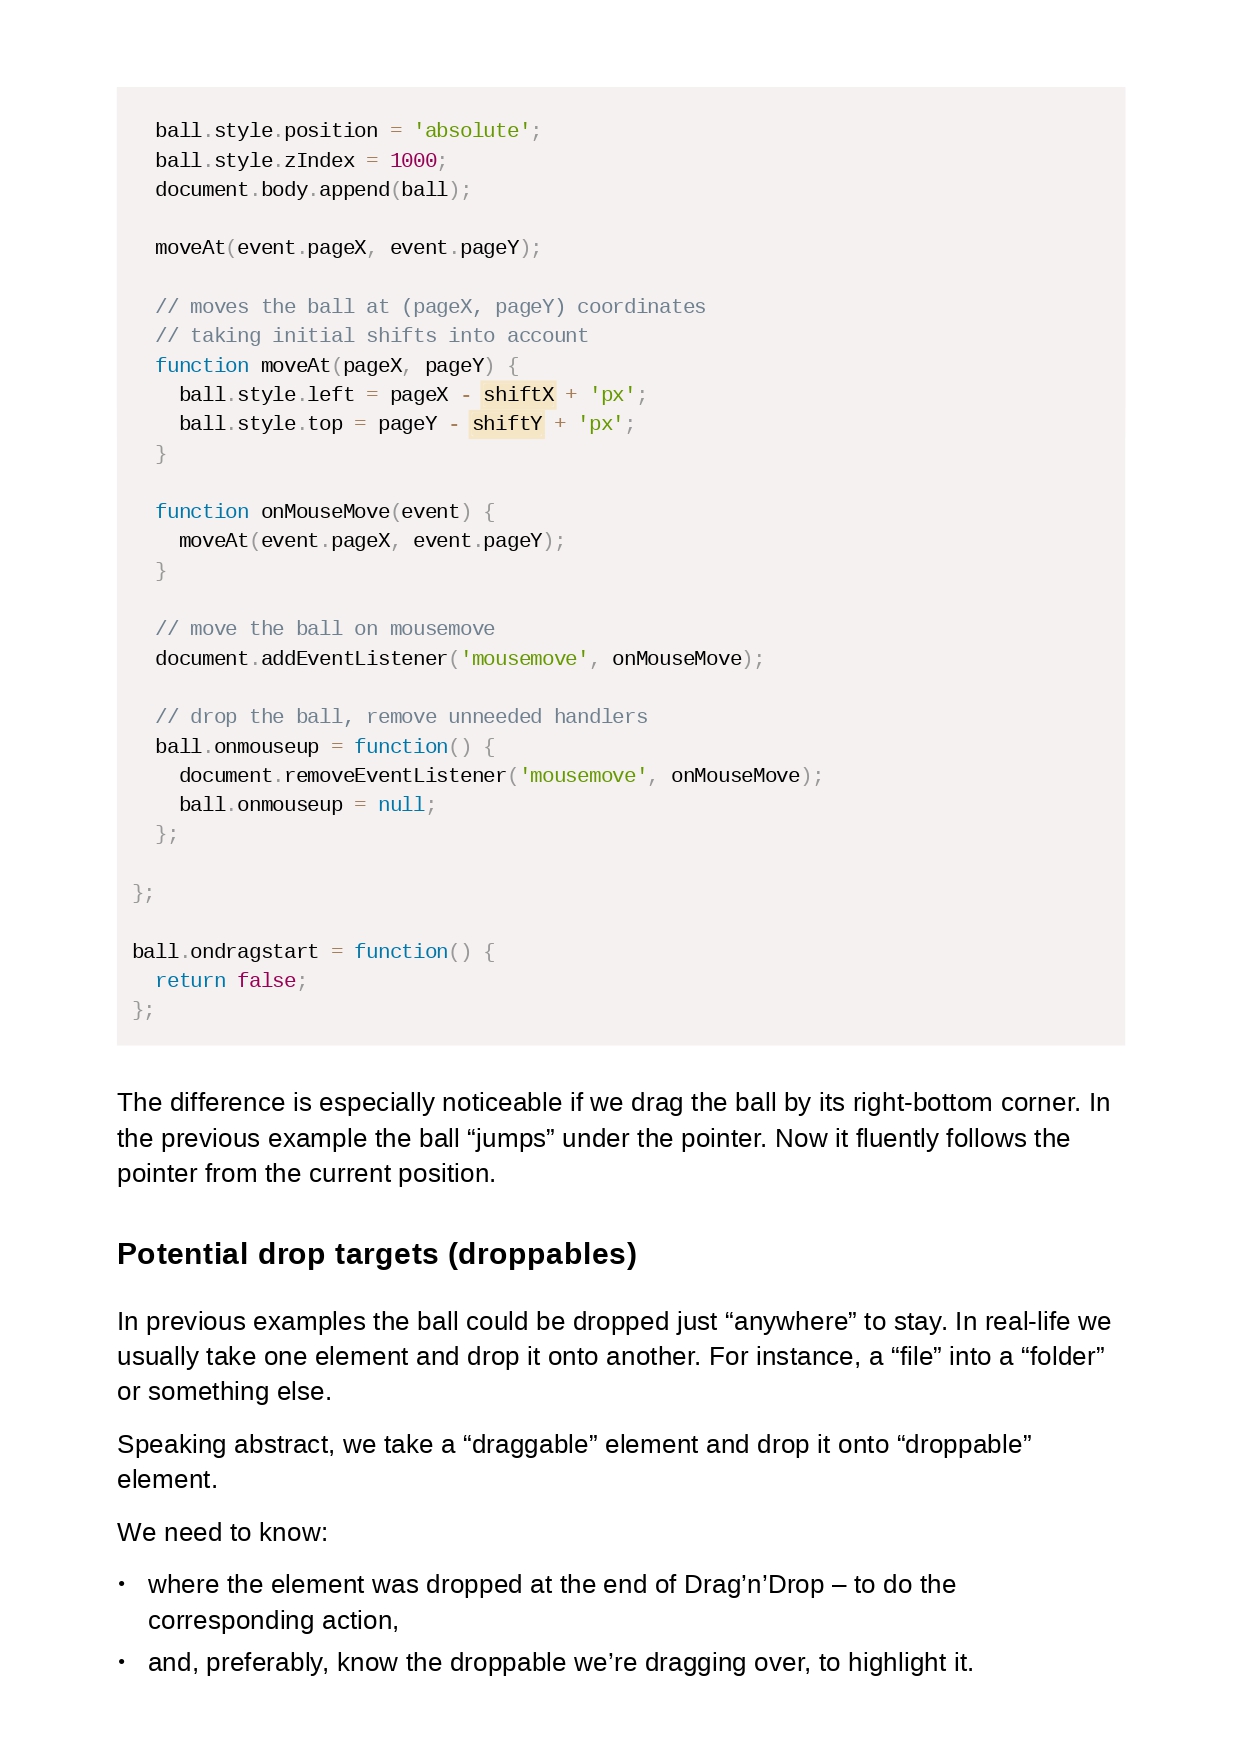 ball.style.position = 'absolute';
ball.style.zIndex = 1000;
document.body.append(ball);
moveAt(event.pageX, event.pageY);
// moves the ball at (pageX, pageY) coordinates
// taking initial shifts into account
function moveAt(pageX, pageY) {
ball.style.left = pageX - shiftX + 'px';
ball.style.top = pageY - shiftY + 'px';
}
function onMouseMove(event) {
moveAt(event.pageX, event.pageY);
}
// move the ball on mousemove
document.addEventListener('mousemove', onMouseMove);
// drop the ball, remove unneeded handlers
ball.onmouseup = function() {
document.removeEventListener('mousemove', onMouseMove);
ball.onmouseup = null;
};
};
ball.ondragstart = function() {
return false;
};
The difference is especially noticeable if we drag the ball by its right-bottom corner. In
the previous example the ball “jumps” under the pointer. Now it fluently follows the
pointer from the current position.
Potential drop targets (droppables)
In previous examples the ball could be dropped just “anywhere” to stay. In real-life we
usually take one element and drop it onto another. For instance, a “file” into a “folder”
or something else.
Speaking abstract, we take a “draggable” element and drop it onto “droppable”
element.
We need to know:
• where the element was dropped at the end of Drag’n’Drop – to do the
corresponding action,
• and, preferably, know the droppable we’re dragging over, to highlight it.